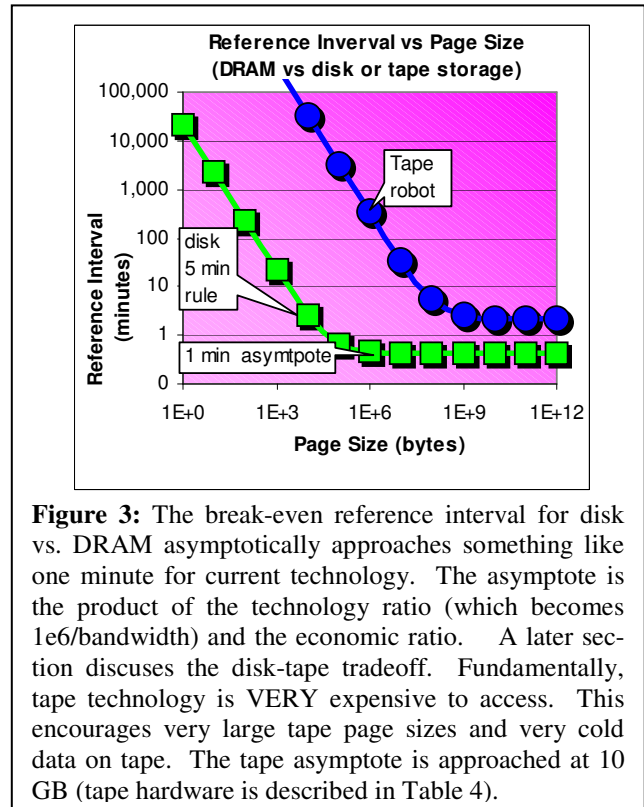 Reference Inverval vs Page Size
(DRAM vs disk or tape storage)
100,000
10,000
1,000
100
10
1
0
Reference Interval
(minutes)
Tape
robot
disk
5 min
rule
1 min asymtpote
1E+0 1E+3 1E+6 1E+9 1E+12
Page Size (bytes)
Figure 3: The break-even reference interval for disk
vs. DRAM asymptotically approaches something like
one minute for current technology. The asymptote is
the product of the technology ratio (which becomes
1e6/bandwidth) and the economic ratio. A later sec-
tion discuses the disk-tape tradeoff. Fundamentally,
tape technology is VERY expensive to access. This
encourages very large tape page sizes and very cold
data on tape. The tape asymptote is approached at 10
GB (tape hardware is described in Table 4).